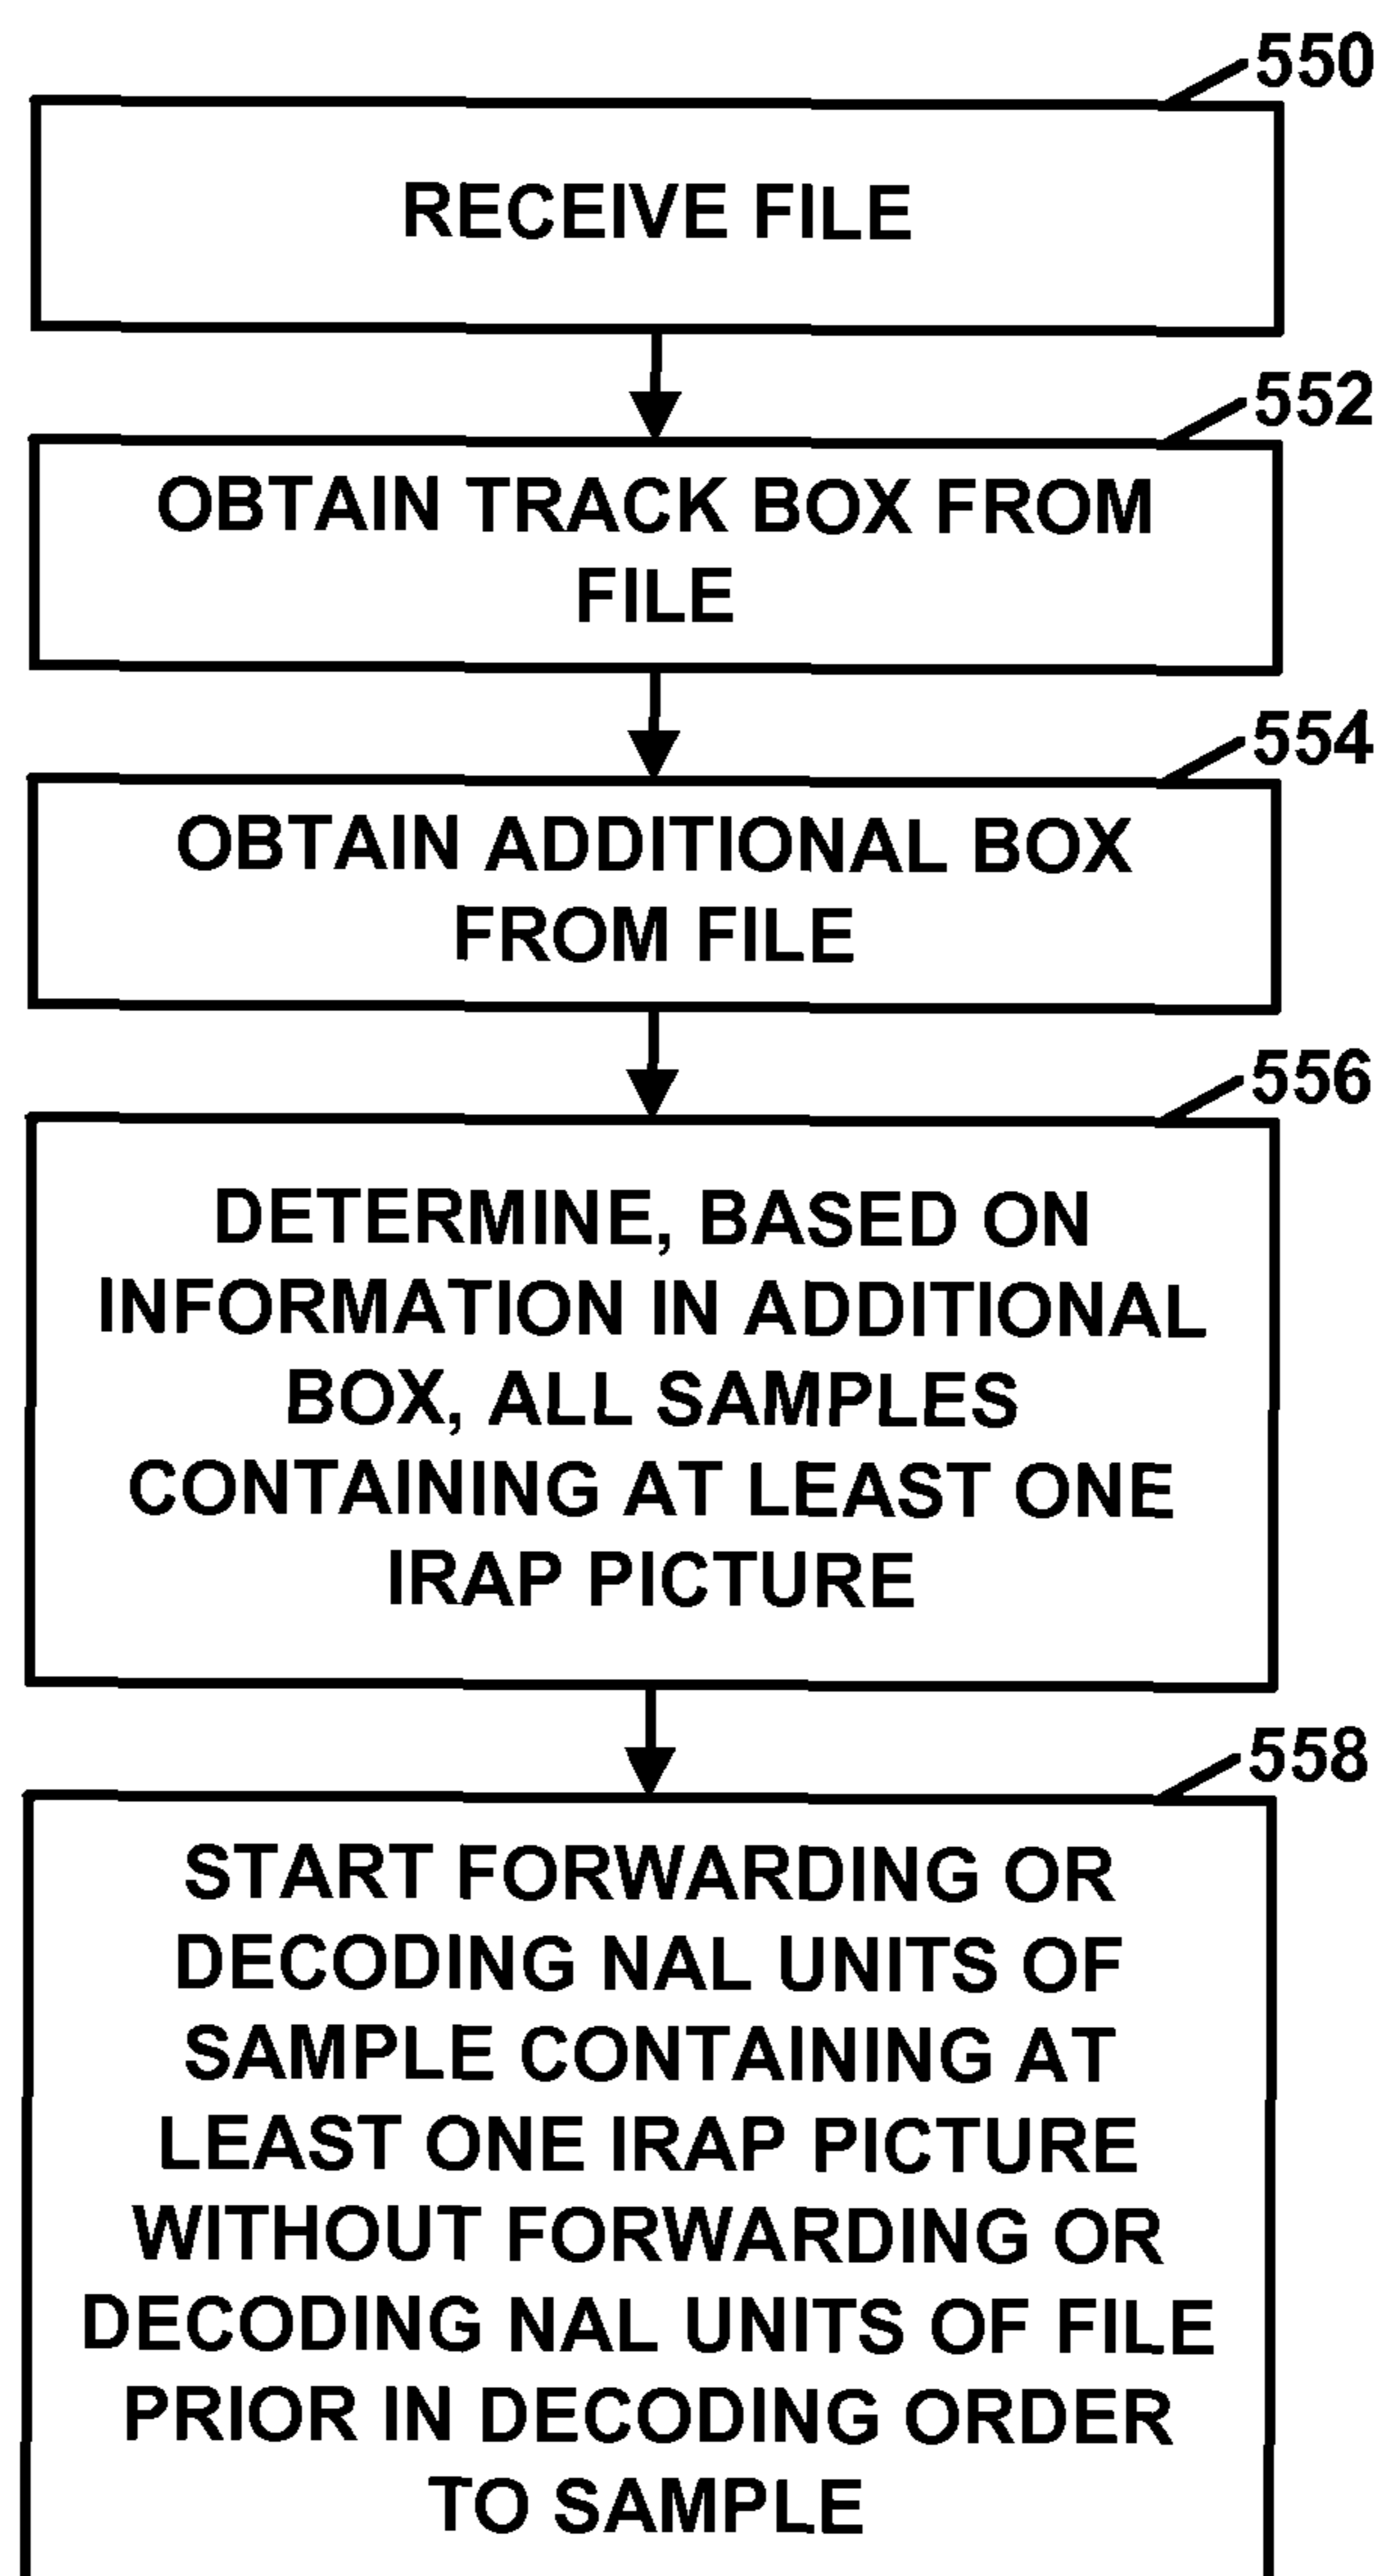 550
RECEIVE FILE
552
OBTAIN TRACK BOX FROM
FILE
554
OBTAIN ADDITIONAL BOX
FROM FILE
556
DETERMINE, BASED ON
INFORMATION IN ADDITIONAL
BOX, ALL SAMPLES
CONTAINING AT LEAST ONE
IRAP PICTURE
558
START FORWARDING OR
DECODING NAL UNITS OF
SAMPLE CONTAINING AT
LEAST ONE IRAP PICTURE
WITHOUT FORWARDING OR
DECODING NAL UNITS OF FILE
PRIOR IN DECODING ORDER
TO SAMPLE